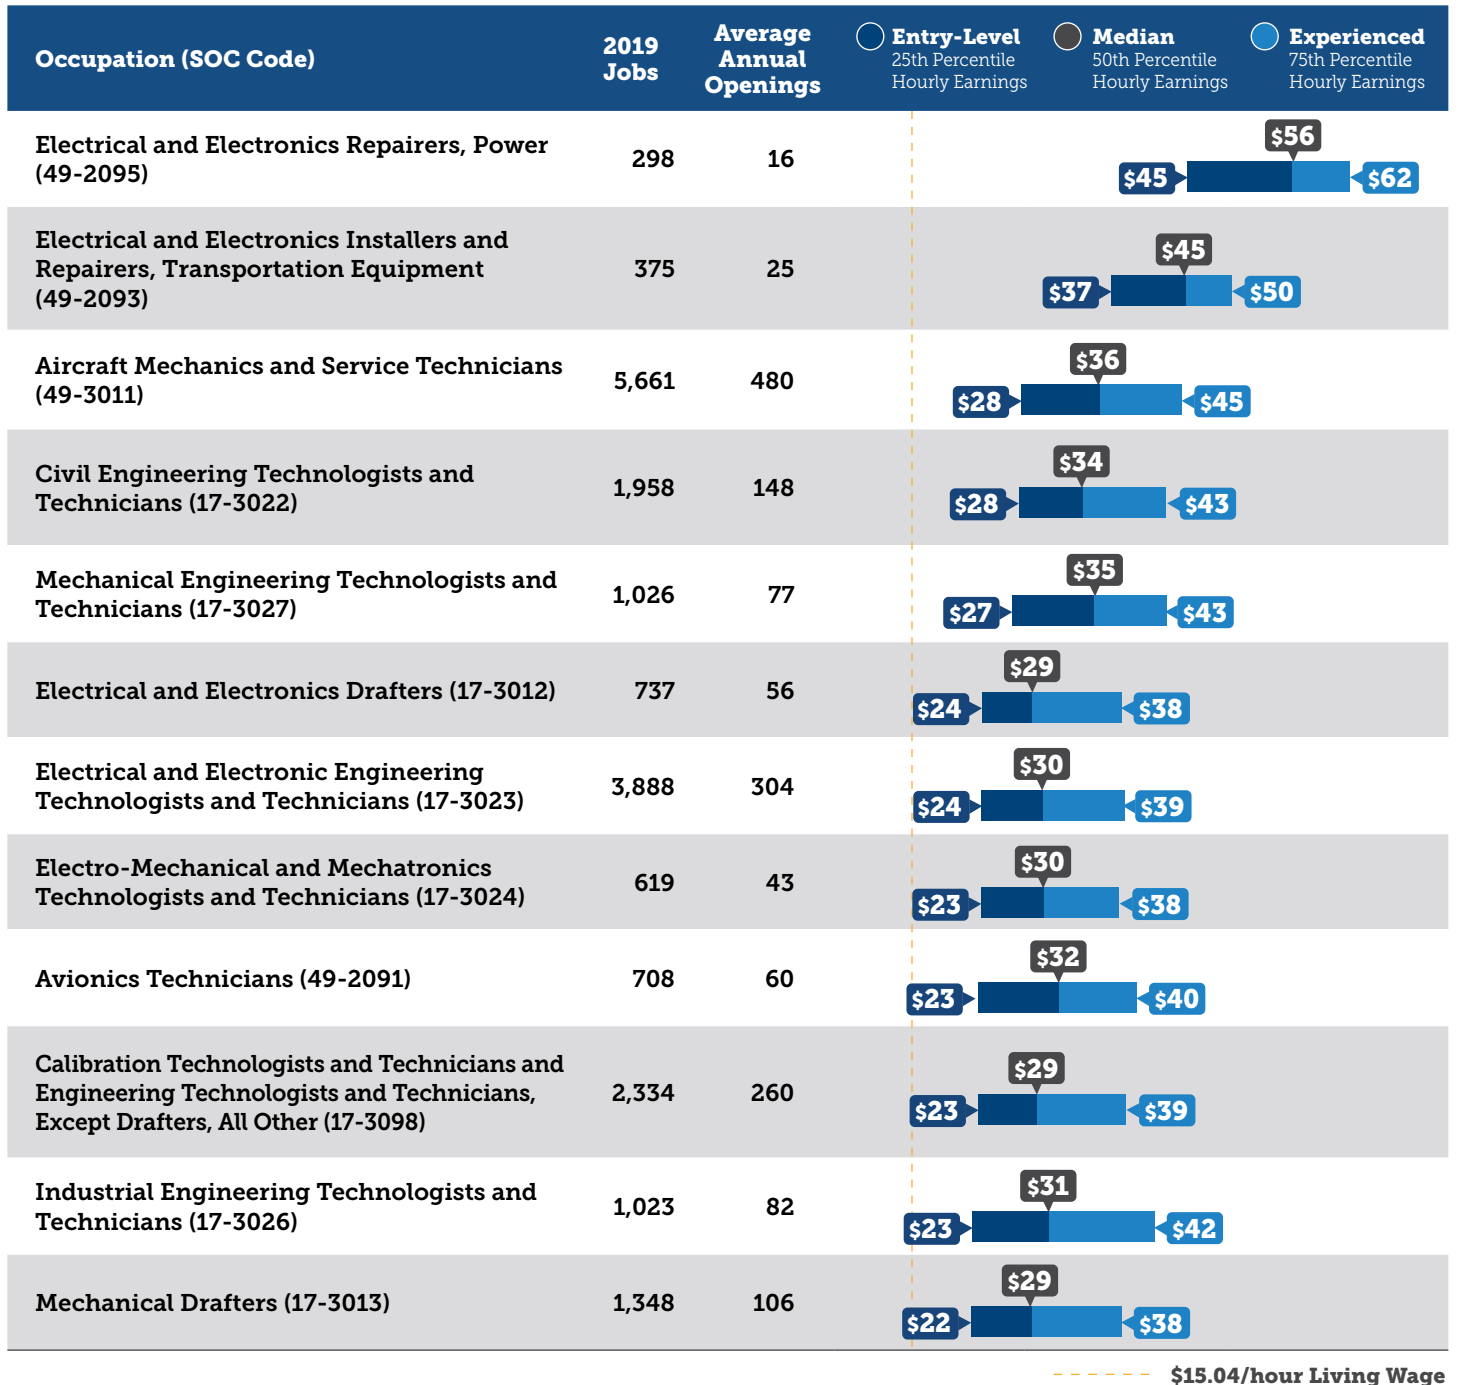 Occupation (SOC Code)
2019
Jobs
Average
Annual
Openings
Entry-Level
25th Percentile
Hourly Earnings
Median
50th Percentile
Hourly Earnings
Experienced
75th Percentile
Hourly Earnings
Electrical and Electronics Repairers, Power
(49-2095)
298
16
$45
$56
$62
Electrical and Electronics Installers and
Repairers, Transportation Equipment
(49-2093)
375
25
$37
$45
$50
Aircraft Mechanics and Service Technicians
(49-3011)
5,661
480
$28
$36
$45
Civil Engineering Technologists and
Technicians (17-3022)
1,958
148
$28
$34
$43
Mechanical Engineering Technologists and
Technicians (17-3027)
1,026
77
$27
$35
$43
Electrical and Electronics Drafters (17-3012)
737
56
$24
$29
$38
Electrical and Electronic Engineering
Technologists and Technicians (17-3023)
3,888
304
$24
$30
$39
Electro-Mechanical and Mechatronics
Technologists and Technicians (17-3024)
619
43
$23
$30
$38
Avionics Technicians (49-2091)
708
60
$23
$32
$40
Calibration Technologists and Technicians and
Engineering Technologists and Technicians,
Except Drafters, All Other (17-3098)
2,334
260
$23
$29
$39
Industrial Engineering Technologists and
Technicians (17-3026)
1,023
82
$23
$31
$42
Mechanical Drafters (17-3013)
1,348
106
$22
$29
$38
$15.04/hour Living Wage